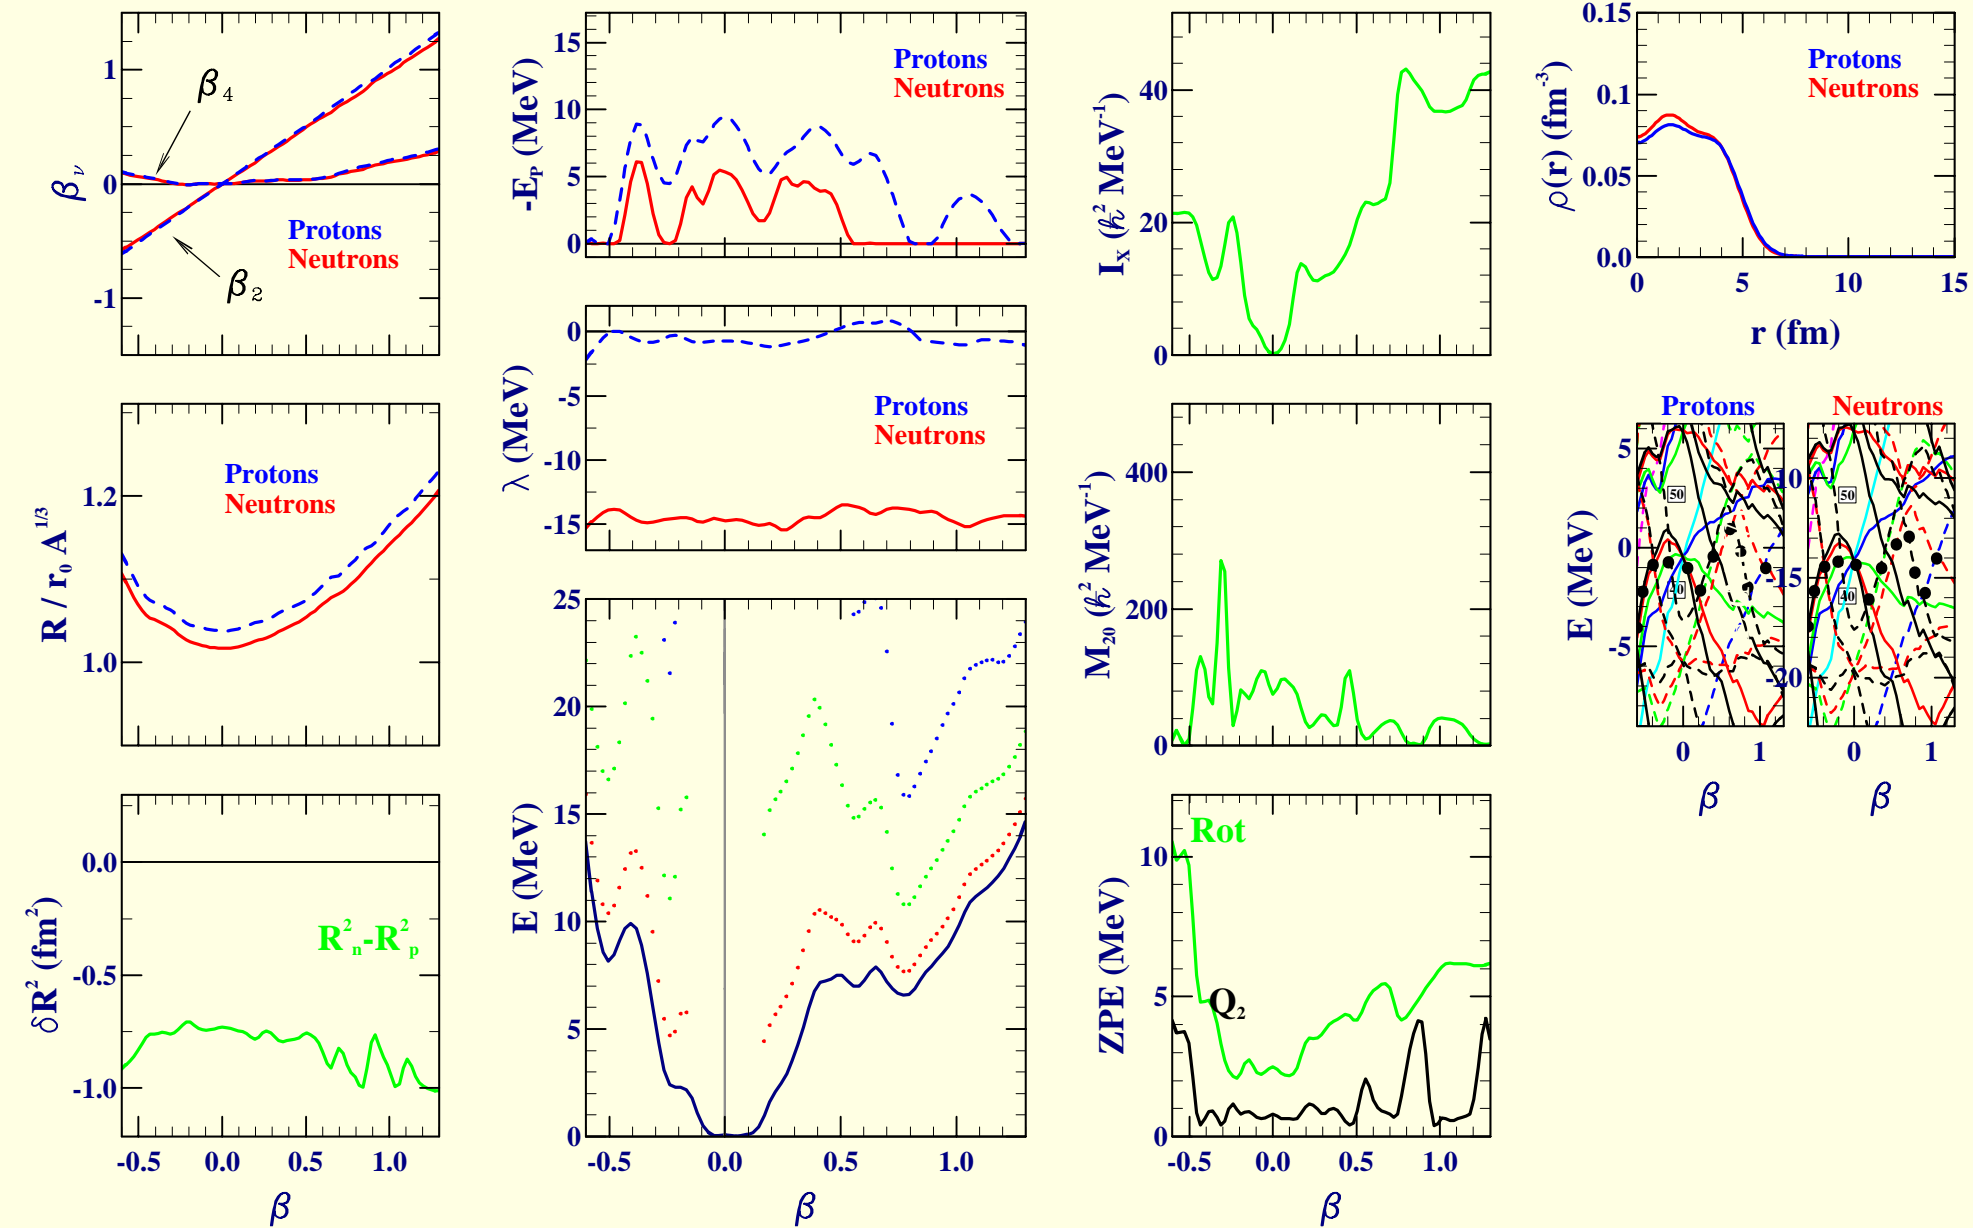 1
0
-1
βν
β4
β2
Protons
Neutrons
1.2
1.0
R / r0 A^1/3
Protons
Neutrons
0.0
-0.5
-1.0
δR² (fm²)
R²n-R²p
-0.5 0.0 0.5 1.0
β
15
10
5
0
-Ep (MeV)
Protons
Neutrons
0
-5
-10
-15
λ (MeV)
Protons
Neutrons
25
20
15
10
5
0
E (MeV)
-0.5 0.0 0.5 1.0
β
40
20
0
Ix (ℏ² MeV⁻¹)
400
200
0
M20 (ℏ² MeV⁻¹)
10
5
0
ZPE (MeV)
Rot
Q2
-0.5 0.0 0.5 1.0
β
0.15
0.1
0.05
0.0
ρ(r) (fm⁻³)
Protons
Neutrons
0 5 10 15
r (fm)
Protons Neutrons
5
0
-5
E (MeV)
50
20
-10
-15
-20
50
40
0 1 0 1
β β